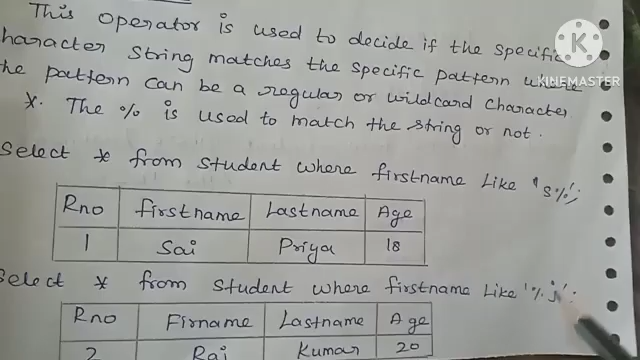 This operator is used to decide if the specific
character string matches the specific pattern where
the pattern can be a regular or wildcard character
* The % is used to match the string or not.
Select * from student where firstname like 's%';
Rno firstname Lastname Age
1 Sai Priya 18
Select * from student where firstname Like '%j';
Rno Firname Lastname Age
2 Raj Kumar 20
KINEMASTER